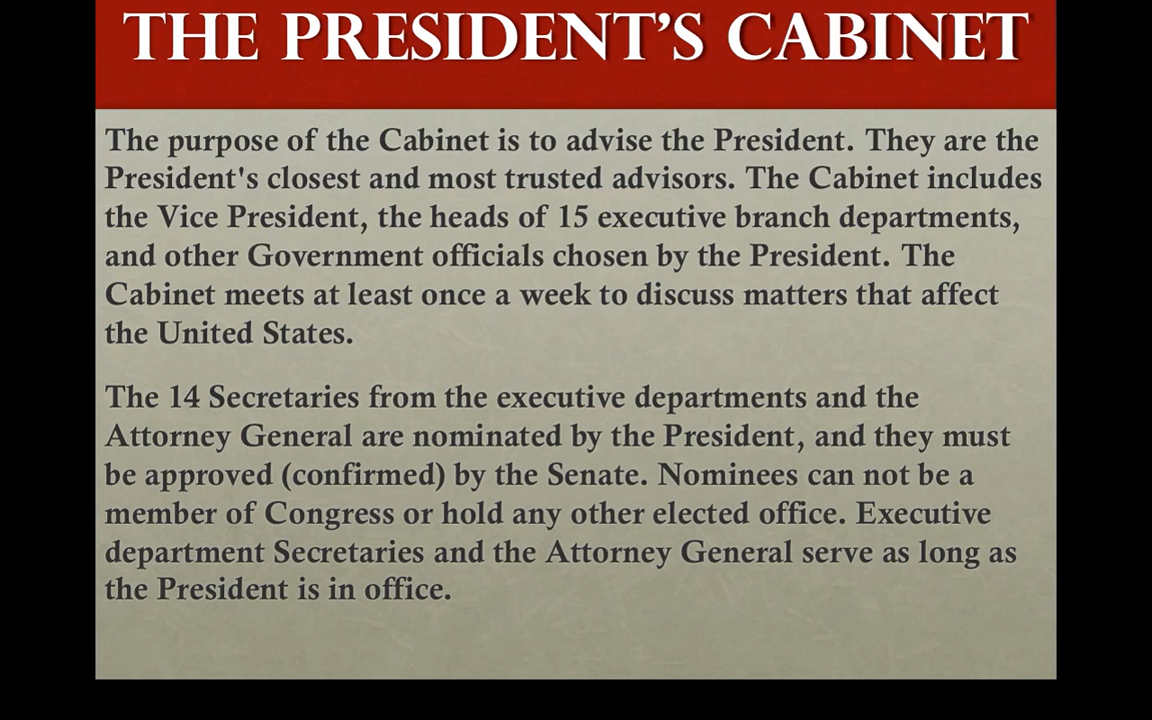 THE PRESIDENT'S CABINET
The purpose of the Cabinet is to advise the President. They are the
President's closest and most trusted advisors. The Cabinet includes
the Vice President, the heads of 15 executive branch departments,
and other Government officials chosen by the President. The
Cabinet meets at least once a week to discuss matters that affect
the United States.
The 14 Secretaries from the executive departments and the
Attorney General are nominated by the President, and they must
be approved (confirmed) by the Senate. Nominees can not be a
member of Congress or hold any other elected office. Executive
department Secretaries and the Attorney General serve as long as
the President is in office.